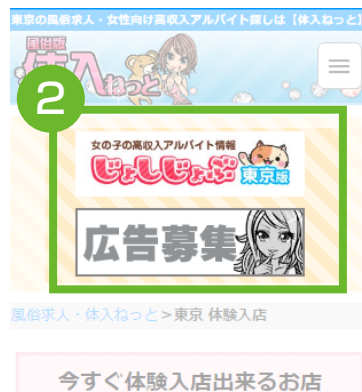 東京の風俗求人・女性向け高収入アルバイト探しは【体入ねっと】
風俗版
体入ねっと
2
女の子の高収入アルバイト情報
じょしじょぶ 東京版
広告募集
風俗求人・体入ねっと>東京 体験入店
今すぐ体験入店出来るお店